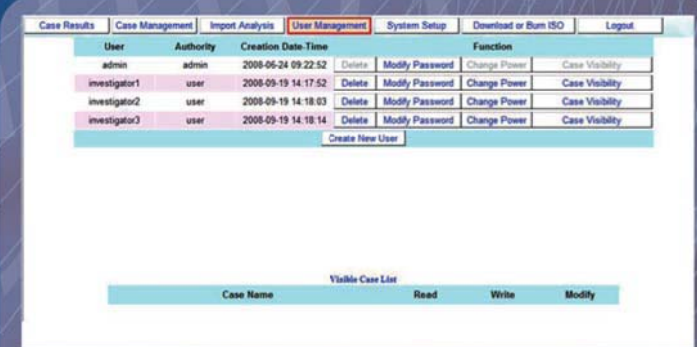 Case Results Case Management Import Analysis User Management System Setup Download or Burn ISO Logout
User Authority Creation Date-Time Function
admin admin 2008-06-24 09:22:52 Delete Modify Password Change Power Case Visibility
investigator1 user 2008-09-19 14:17:52 Delete Modify Password Change Power Case Visibility
investigator2 user 2008-09-19 14:18:03 Delete Modify Password Change Power Case Visibility
investigator3 user 2008-09-19 14:18:14 Delete Modify Password Change Power Case Visibility
Create New User
Visible Case List
Case Name Read Write Modify